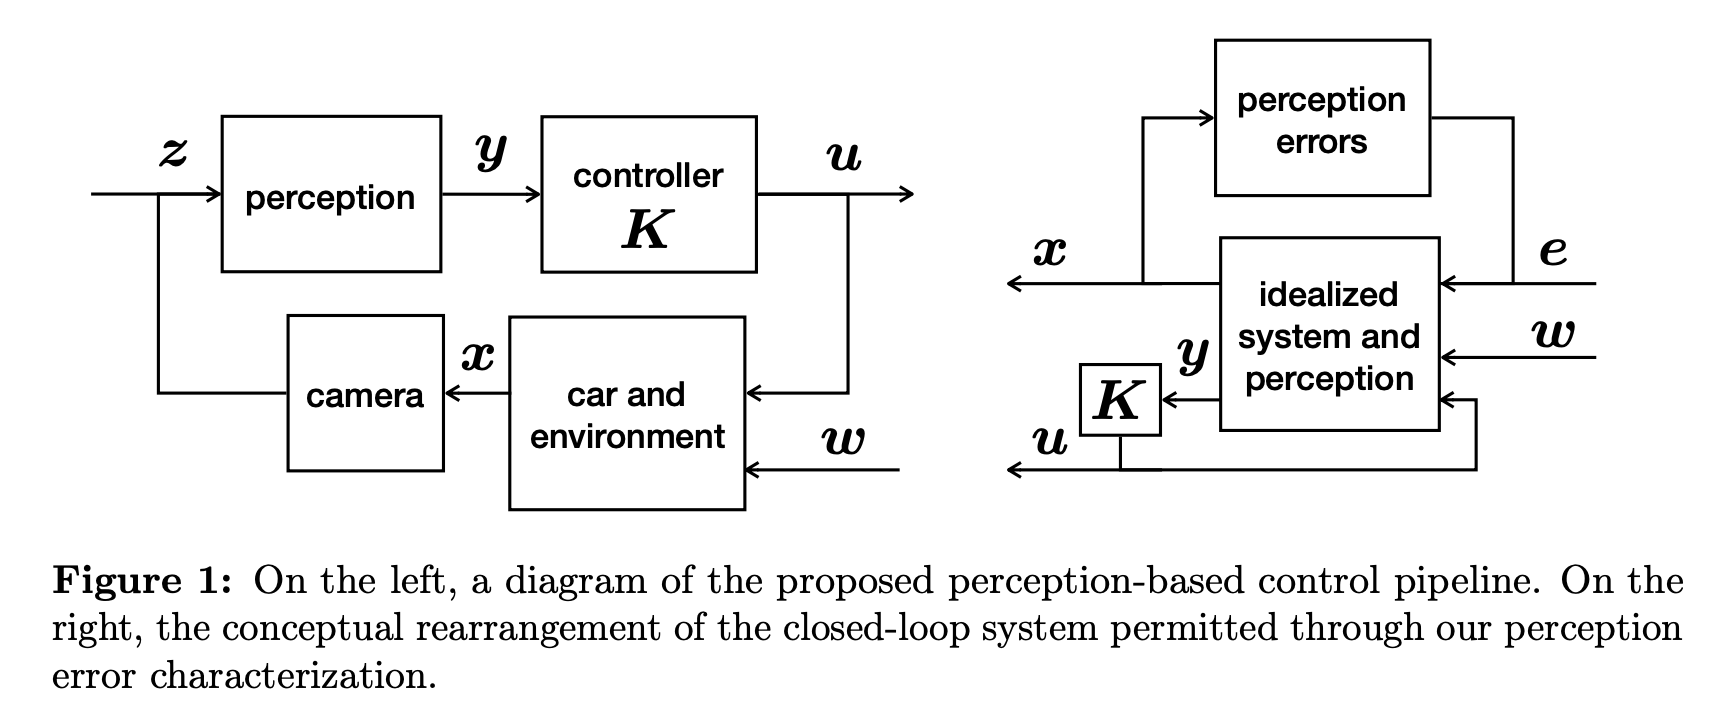 z
perception
y
controller
K
u
camera
x
car and
environment
w
perception
errors
x
e
idealized
system and
perception
w
y
K
u
Figure 1: On the left, a diagram of the proposed perception-based control pipeline. On the
right, the conceptual rearrangement of the closed-loop system permitted through our perception
error characterization.